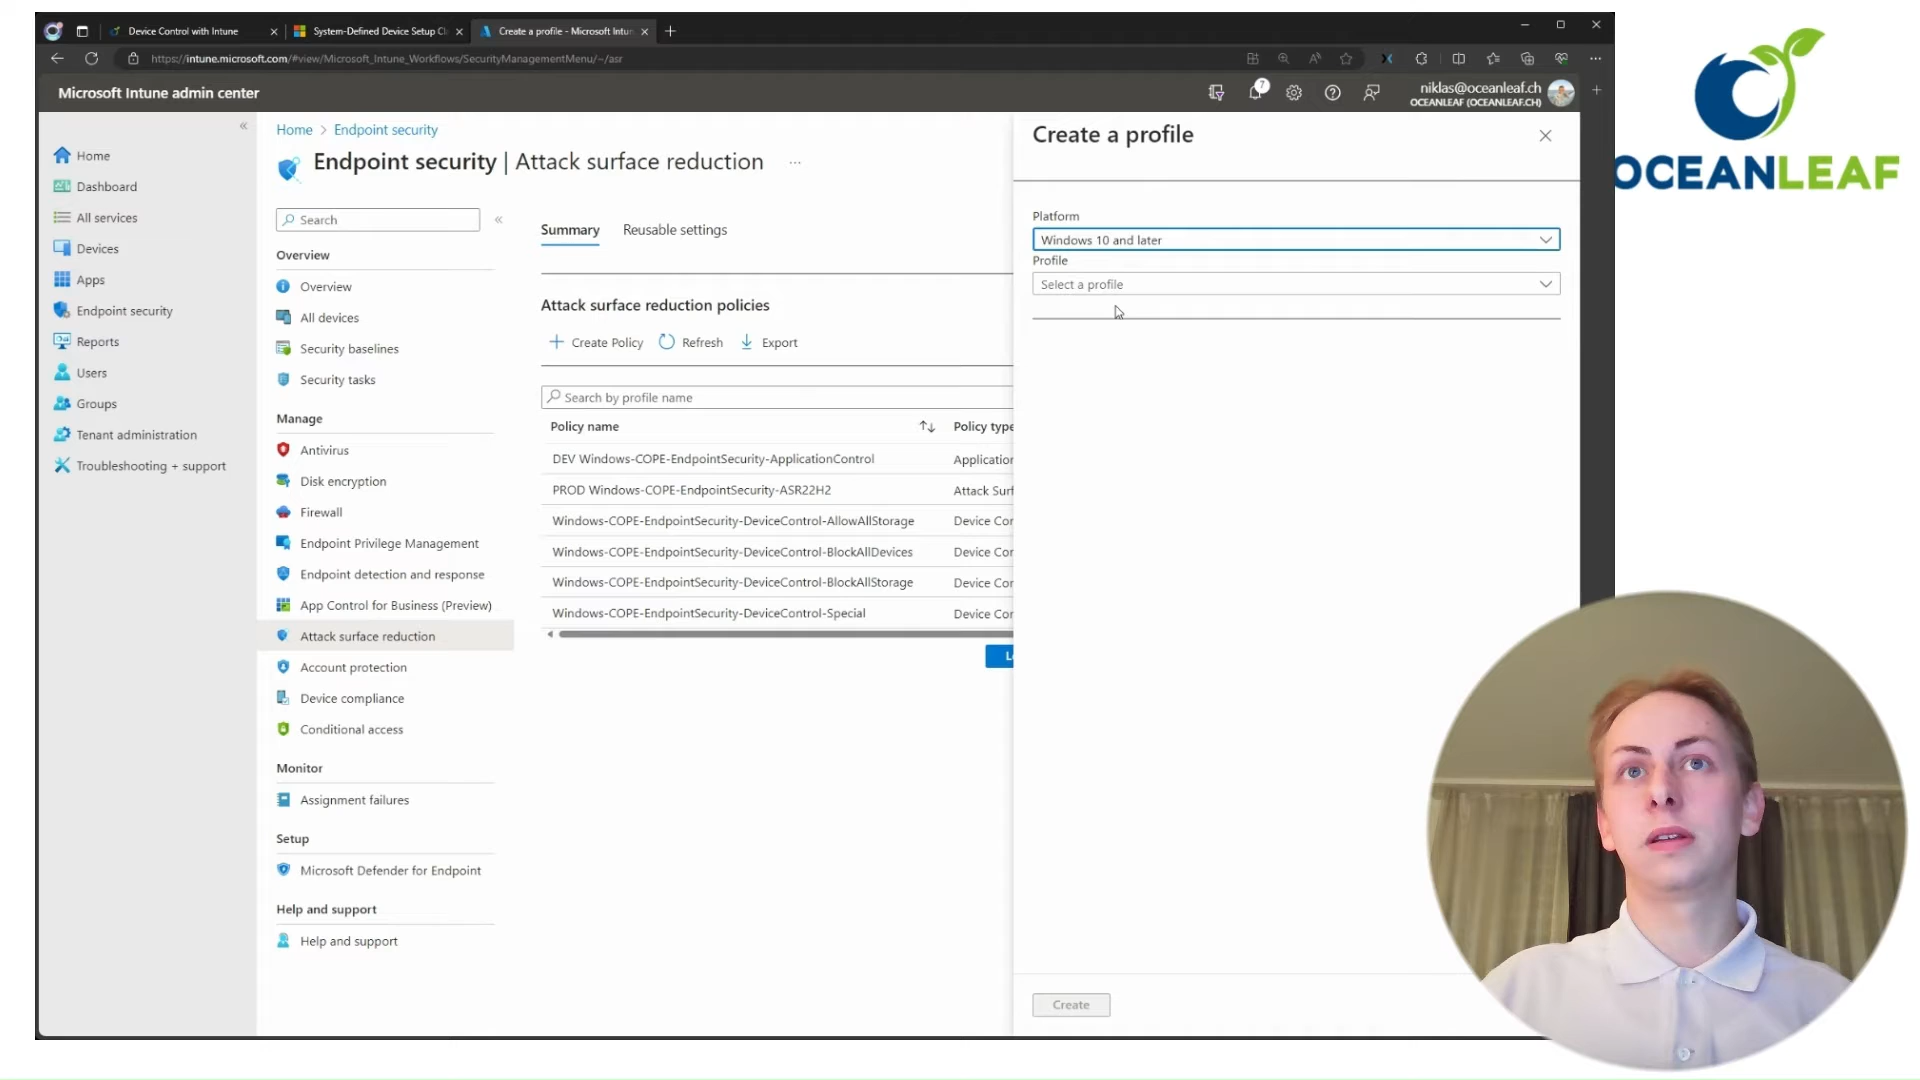 Device Control with Intune
System-Defined Device Setup Cl
Create a profile - Microsoft Intun
https://intune.microsoft.com/#view/Microsoft_Intune_Workflows/SecurityManagementMenu/~/asr
Microsoft Intune admin center
7
niklas@oceanleaf.ch
OCEANLEAF (OCEANLEAF.CH)
OCEANLEAF
Home
Dashboard
All services
Devices
Apps
Endpoint security
Reports
Users
Groups
Tenant administration
Troubleshooting + support
Home > Endpoint security
Endpoint security | Attack surface reduction
Search
Overview
Overview
All devices
Security baselines
Security tasks
Manage
Antivirus
Disk encryption
Firewall
Endpoint Privilege Management
Endpoint detection and response
App Control for Business (Preview)
Attack surface reduction
Account protection
Device compliance
Conditional access
Monitor
Assignment failures
Setup
Microsoft Defender for Endpoint
Help and support
Help and support
Summary
Reusable settings
Attack surface reduction policies
Create Policy
Refresh
Export
Search by profile name
Policy name
Policy type
DEV Windows-COPE-EndpointSecurity-ApplicationControl
Application
PROD Windows-COPE-EndpointSecurity-ASR22H2
Attack Surf
Windows-COPE-EndpointSecurity-DeviceControl-AllowAllStorage
Device Con
Windows-COPE-EndpointSecurity-DeviceControl-BlockAllDevices
Device Con
Windows-COPE-EndpointSecurity-DeviceControl-BlockAllStorage
Device Con
Windows-COPE-EndpointSecurity-DeviceControl-Special
Device Con
Create a profile
Platform
Windows 10 and later
Profile
Select a profile
Create